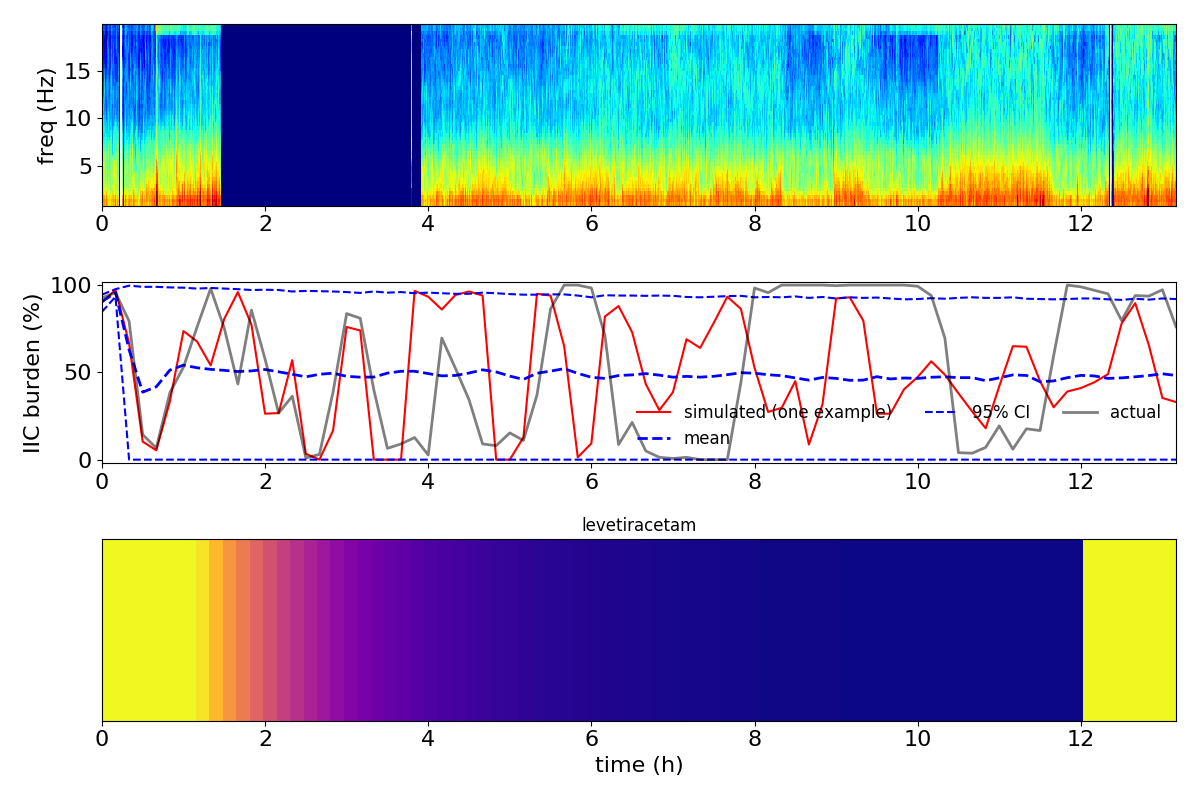 freq (Hz)
15
10
5
0 2 4 6 8 10 12
IIC burden (%)
100
50
0
simulated (one example) 95% CI actual
mean
0 2 4 6 8 10 12
levetiracetam
0 2 4 6 8 10 12
time (h)